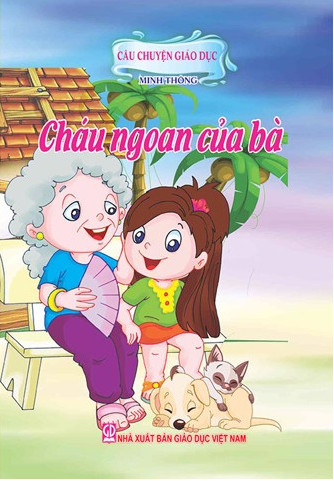 CÂU CHUYỆN GIÁO DỤC
MINH THÔNG
Cháu ngoan của bà
NHÀ XUẤT BẢN GIÁO DỤC VIỆT NAM